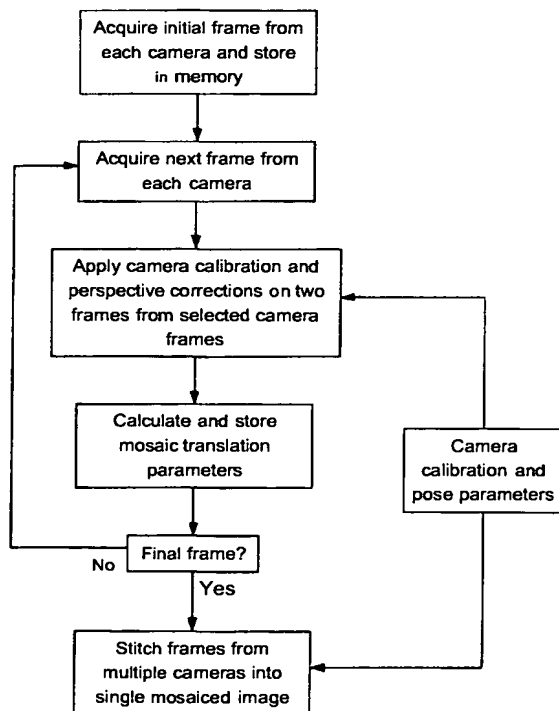 Acquire initial frame from
each camera and store
in memory
Acquire next frame from
each camera
Apply camera calibration and
perspective corrections on two
frames from selected camera
frames
Calculate and store
mosaic translation
parameters
Camera
calibration and
pose parameters
Final frame?
No
Yes
Stitch frames from
multiple cameras into
single mosaiced image